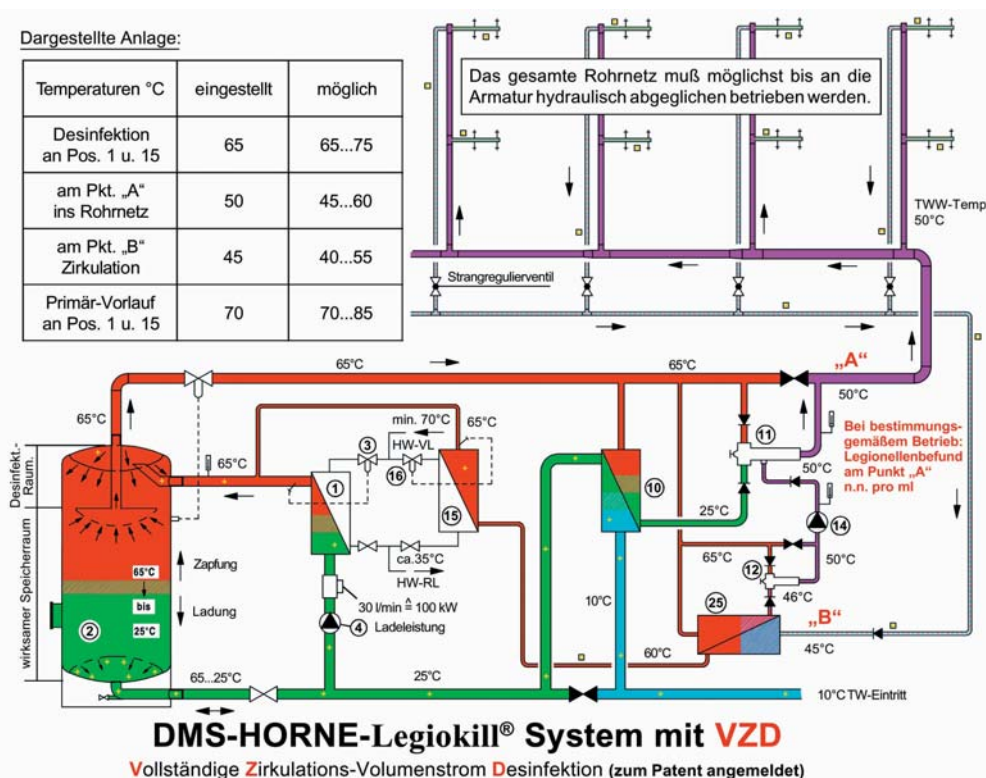 Dargestellte Anlage:
Temperaturen °C eingestellt möglich
Desinfektion
an Pos. 1 u. 15 65 65...75
am Pkt. „A“
ins Rohrnetz 50 45...60
am Pkt. „B“
Zirkulation 45 40...55
Primär-Vorlauf
an Pos. 1 u. 15 70 70...85
Das gesamte Rohrnetz muß möglichst bis an die
Armatur hydraulisch abgeglichen betrieben werden.
TWW-Temp
50°C
Strangregulierventil
65°C
65°C
65°C
„A“
50°C
min. 70°C
HW-VL
65°C
3
16
11
Bei bestimmungs-
gemäßem Betrieb:
Legionellenbefund
am Punkt „A“
n.n. pro ml
Desinfekt.-
Raum.
65°C
1
15
10
50°C
25°C
14
wirksamer Speicherraum
Zapfung
65°C
bis
25°C
Ladung
2
ca.35°C
HW-RL
30 l/min ≙ 100 kW
4 Ladeleistung
65°C
50°C
12
46°C
10°C
25
„B“
45°C
60°C
65...25°C
25°C
10°C TW-Eintritt
DMS-HORNE-Legiokill® System mit VZD
Vollständige Zirkulations-Volumenstrom Desinfektion (zum Patent angemeldet)